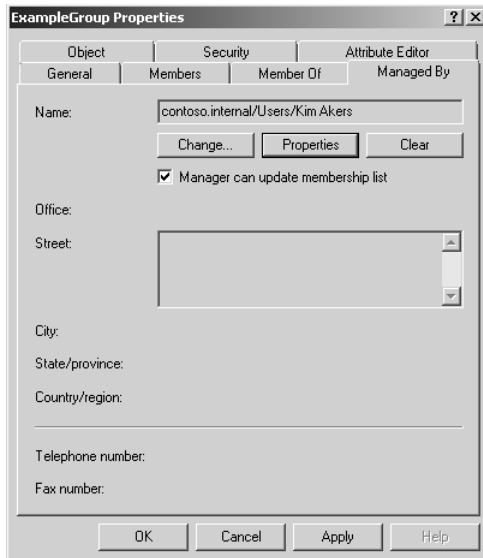 ExampleGroup Properties
Object Security Attribute Editor
General Members Member Of Managed By
Name: contoso.internal/Users/Kim Akers
Change... Properties Clear
Manager can update membership list
Office:
Street:
City:
State/province:
Country/region:
Telephone number:
Fax number:
OK Cancel Apply Help